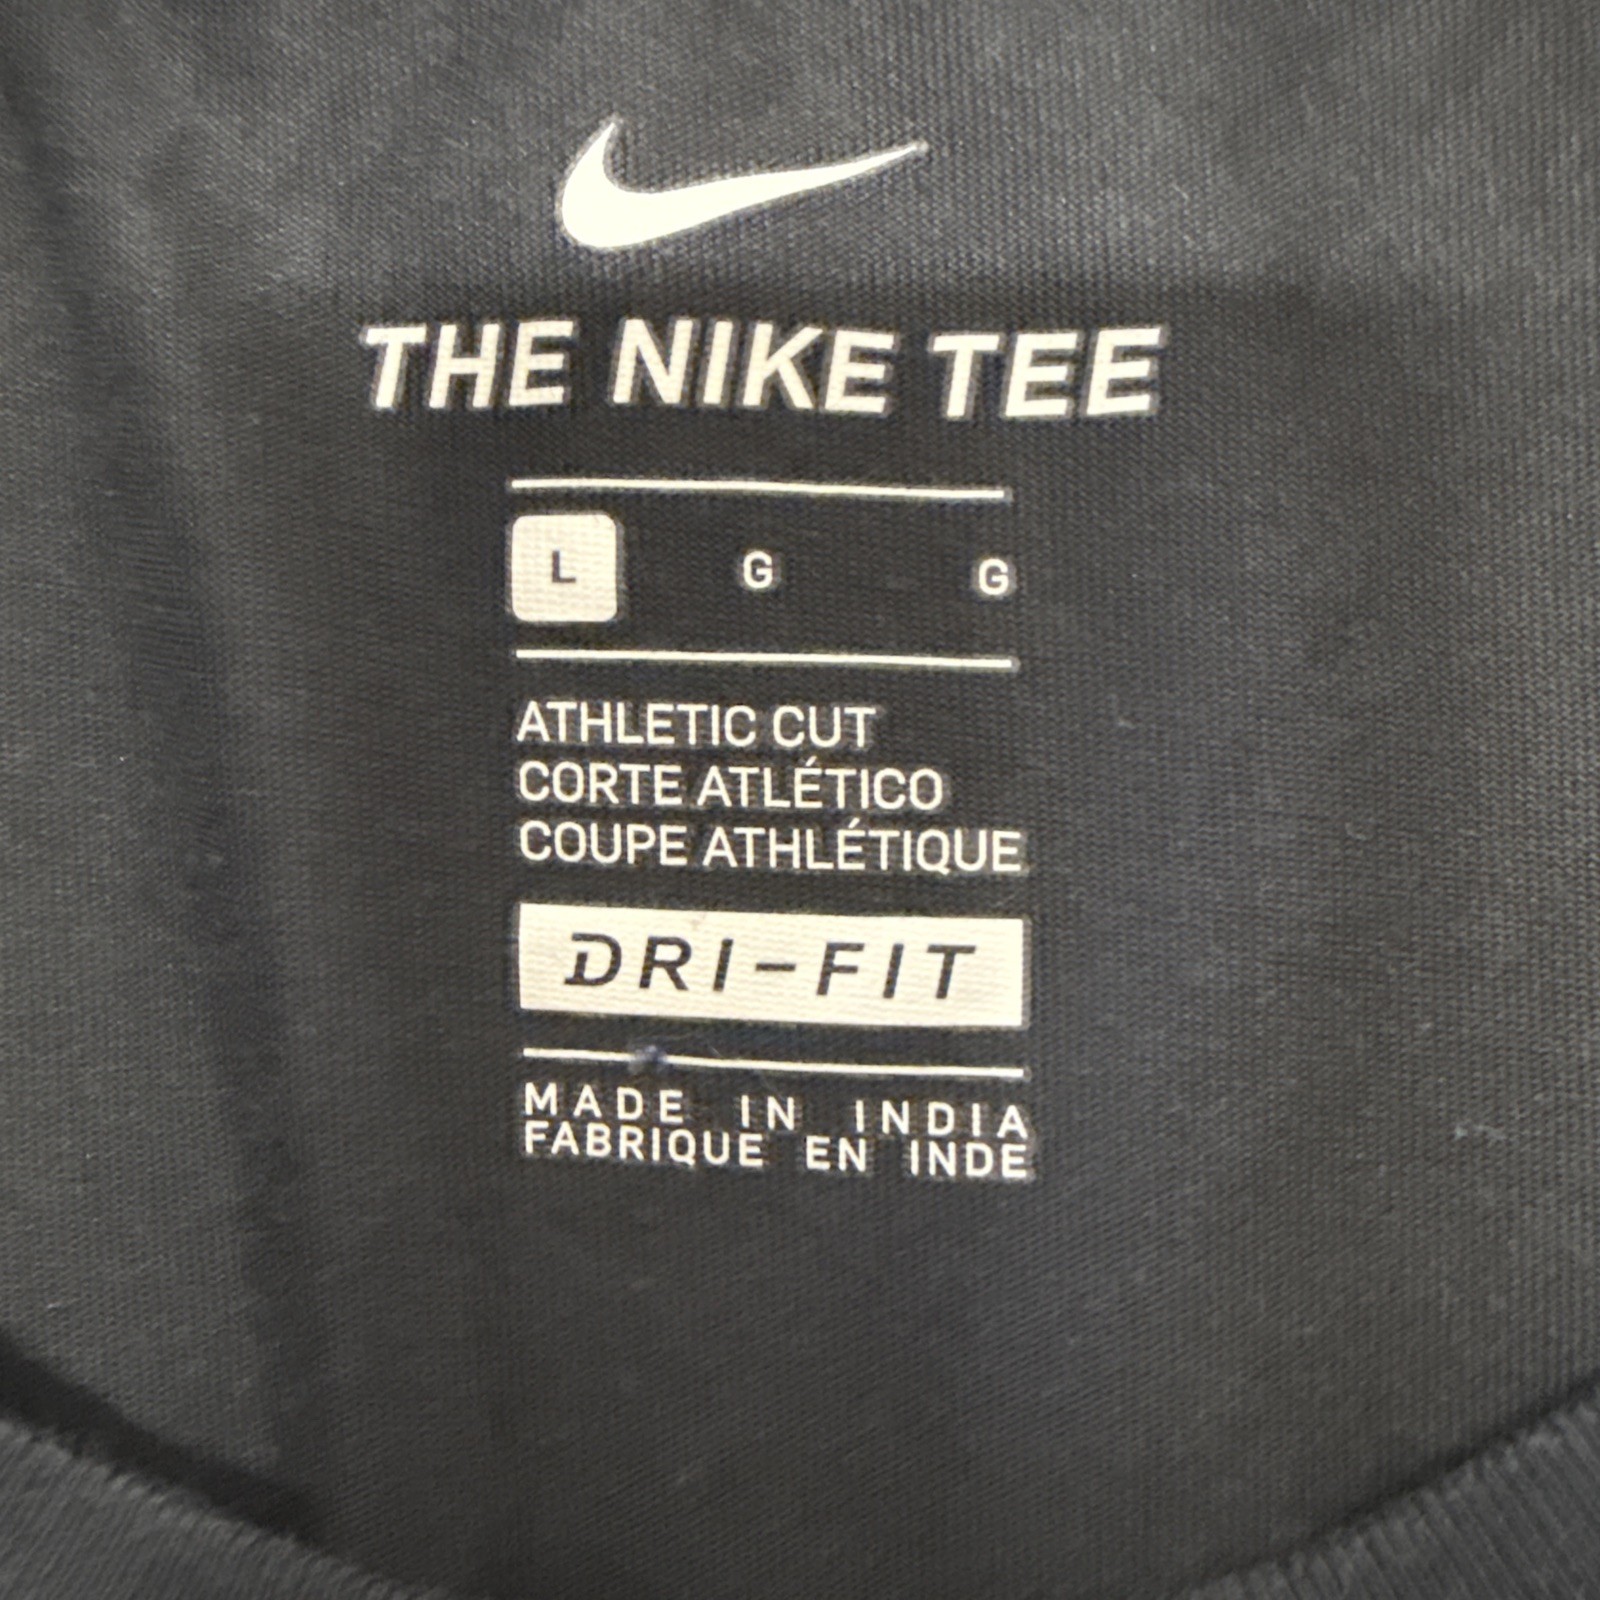 THE NIKE TEE
L G G
ATHLETIC CUT
CORTE ATLÉTICO
COUPE ATHLÉTIQUE
DRI-FIT
MADE IN INDIA
FABRIQUE EN INDE